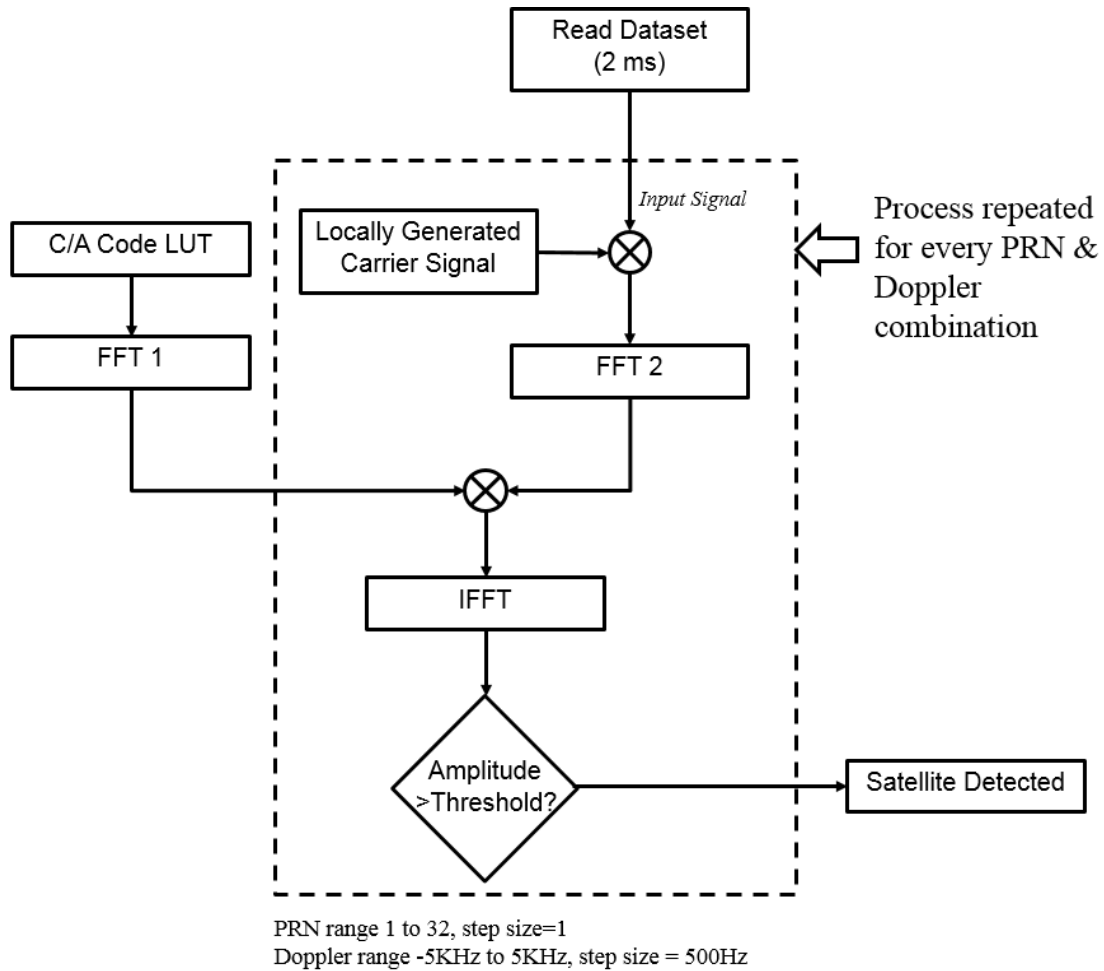 Read Dataset
(2 ms)
Input Signal
Locally Generated
Carrier Signal
C/A Code LUT
Process repeated
for every PRN &
Doppler
combination
FFT 1
FFT 2
IFFT
Amplitude
>Threshold?
Satellite Detected
PRN range 1 to 32, step size=1
Doppler range -5KHz to 5KHz, step size = 500Hz